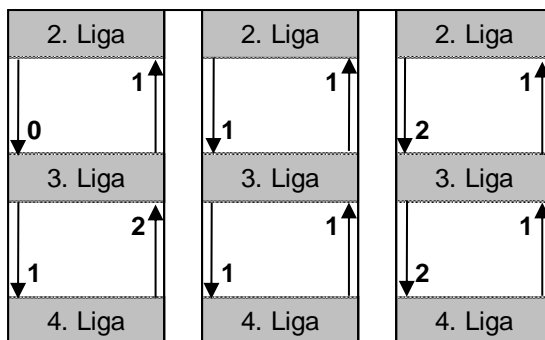 2. Liga 2. Liga 2. Liga
1 1 1
0 1 2
3. Liga 3. Liga 3. Liga
2 1 1
1 1 2
4. Liga 4. Liga 4. Liga